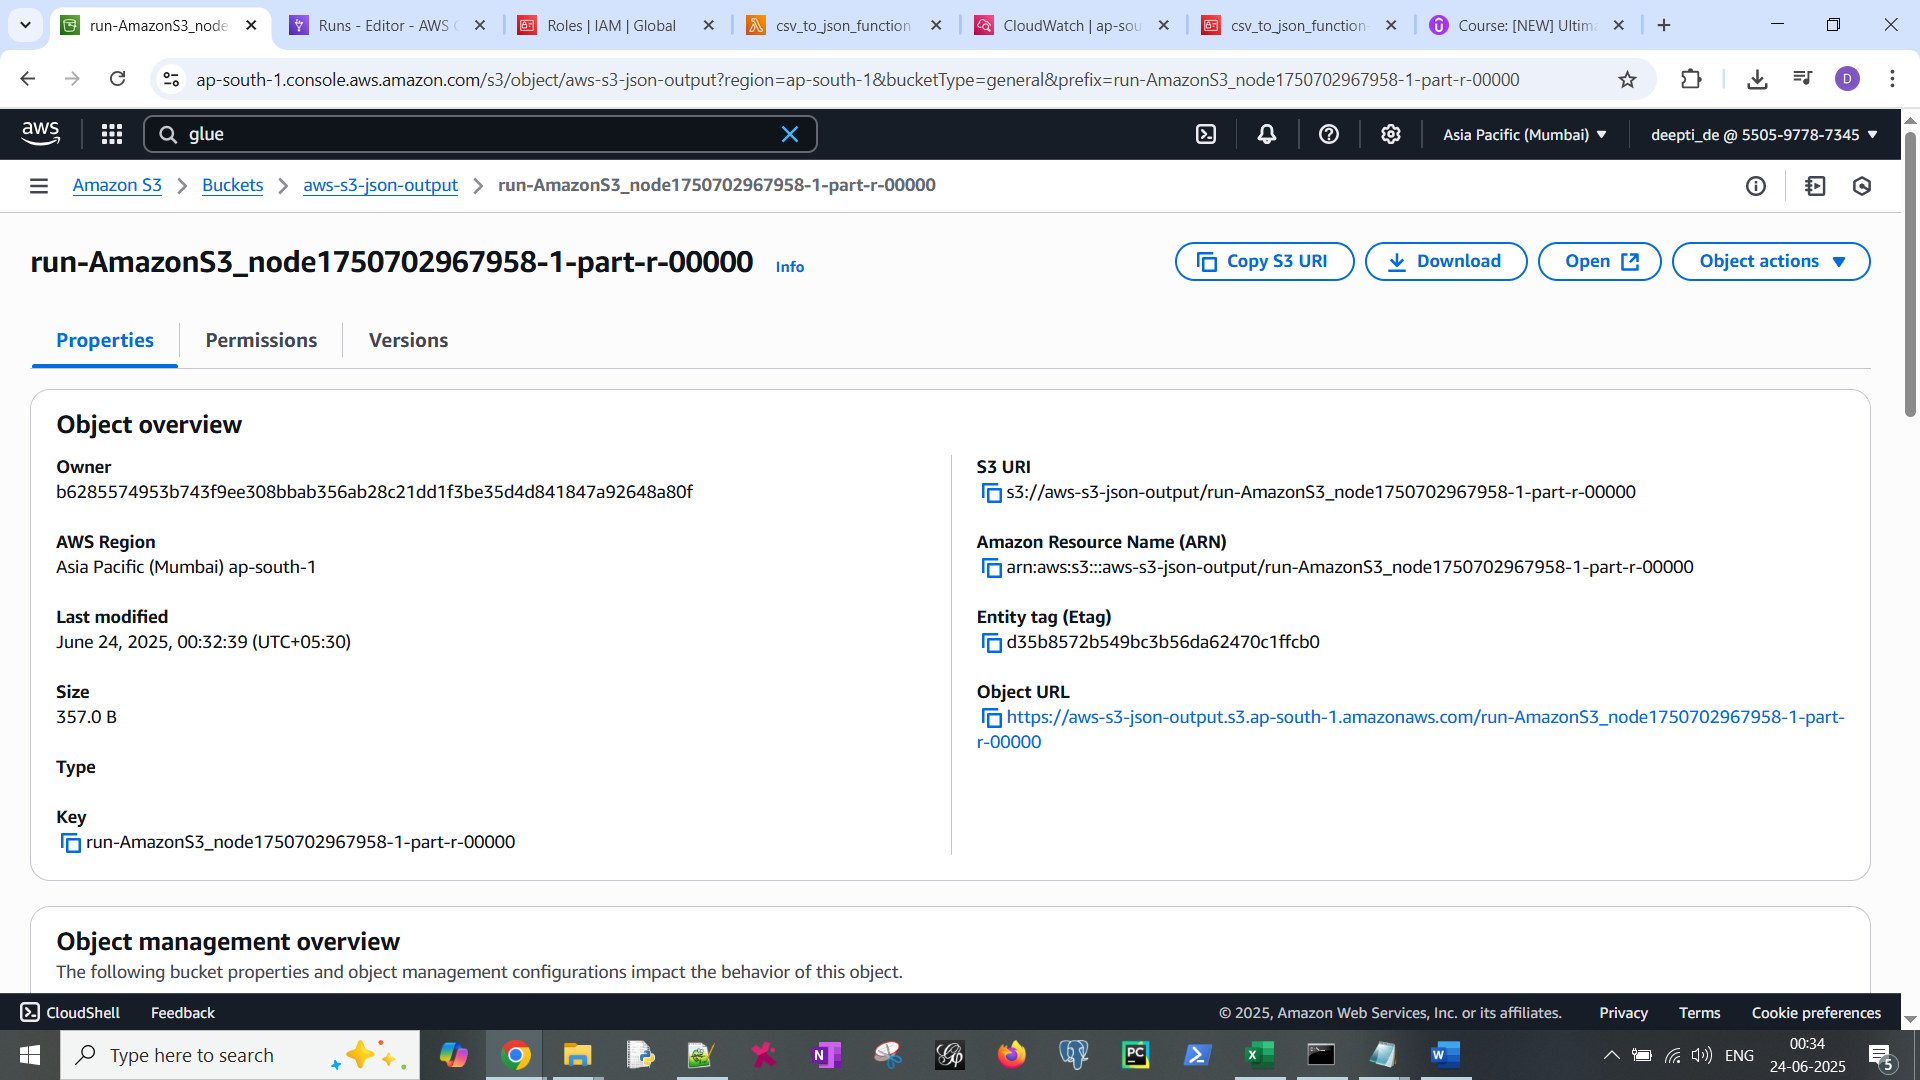 run-AmazonS3_node
Runs - Editor - AWS
Roles | IAM | Global
csv_to_json_function
CloudWatch | ap-sou
csv_to_json_function
Course: [NEW] Ultima
ap-south-1.console.aws.amazon.com/s3/object/aws-s3-json-output?region=ap-south-1&bucketType=general&prefix=run-AmazonS3_node1750702967958-1-part-r-00000
D
aws
glue
Asia Pacific (Mumbai)
deepti_de @ 5505-9778-7345
Amazon S3
Buckets
aws-s3-json-output
run-AmazonS3_node1750702967958-1-part-r-00000
run-AmazonS3_node1750702967958-1-part-r-00000
Info
Copy S3 URI
Download
Open
Object actions
Properties
Permissions
Versions
Object overview
Owner
b6285574953b743f9ee308bbab356ab28c21dd1f3be35d4d841847a92648a80f
AWS Region
Asia Pacific (Mumbai) ap-south-1
Last modified
June 24, 2025, 00:32:39 (UTC+05:30)
Size
357.0 B
Type
Key
run-AmazonS3_node1750702967958-1-part-r-00000
S3 URI
s3://aws-s3-json-output/run-AmazonS3_node1750702967958-1-part-r-00000
Amazon Resource Name (ARN)
arn:aws:s3:::aws-s3-json-output/run-AmazonS3_node1750702967958-1-part-r-00000
Entity tag (Etag)
d35b8572b549bc3b56da62470c1ffcb0
Object URL
https://aws-s3-json-output.s3.ap-south-1.amazonaws.com/run-AmazonS3_node1750702967958-1-part-
r-00000
Object management overview
The following bucket properties and object management configurations impact the behavior of this object.
CloudShell
Feedback
© 2025, Amazon Web Services, Inc. or its affiliates.
Privacy
Terms
Cookie preferences
Type here to search
ENG
00:34
24-06-2025
5